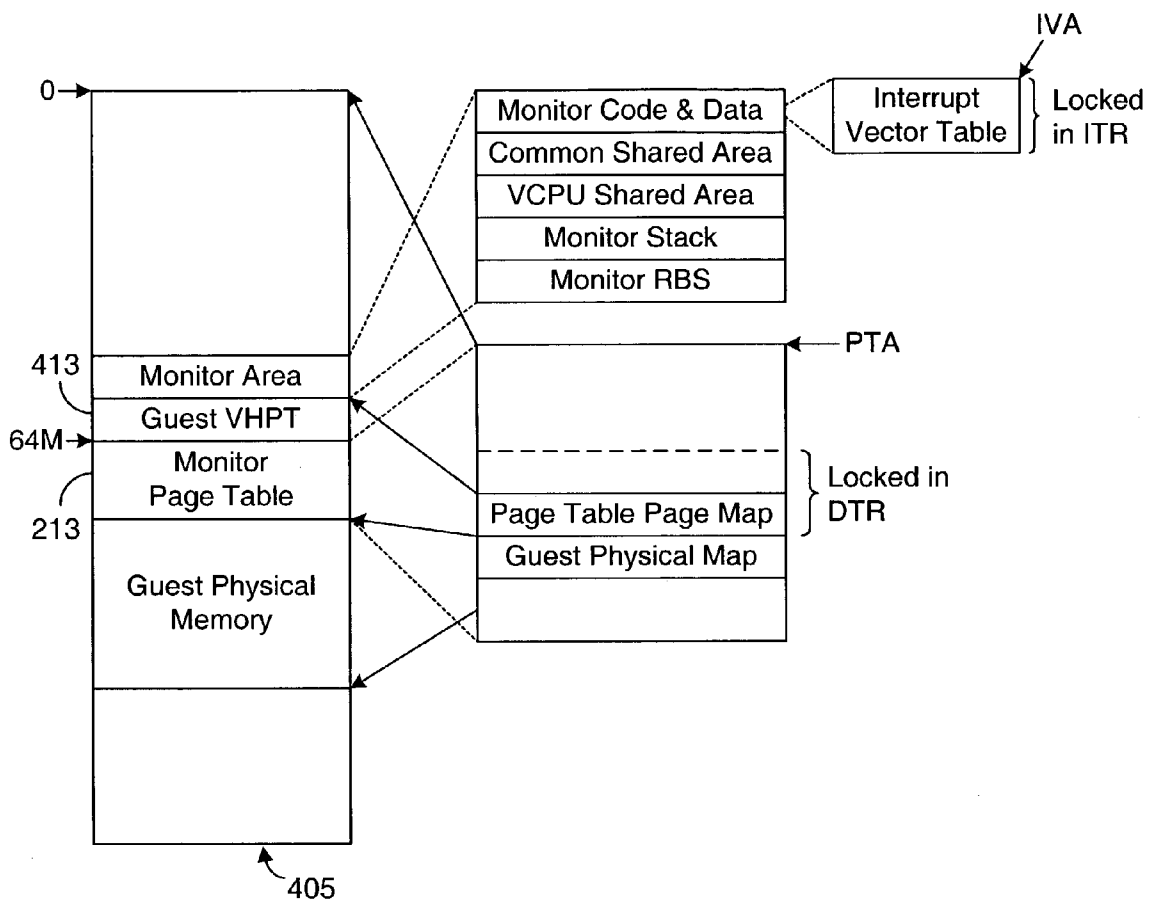 IVA
0
Monitor Code & Data
Interrupt
Vector Table
Locked
in ITR
Common Shared Area
VCPU Shared Area
Monitor Stack
Monitor RBS
PTA
413
Monitor Area
Guest VHPT
64M
Monitor
Page Table
213
Locked in
DTR
Page Table Page Map
Guest Physical Map
Guest Physical
Memory
405